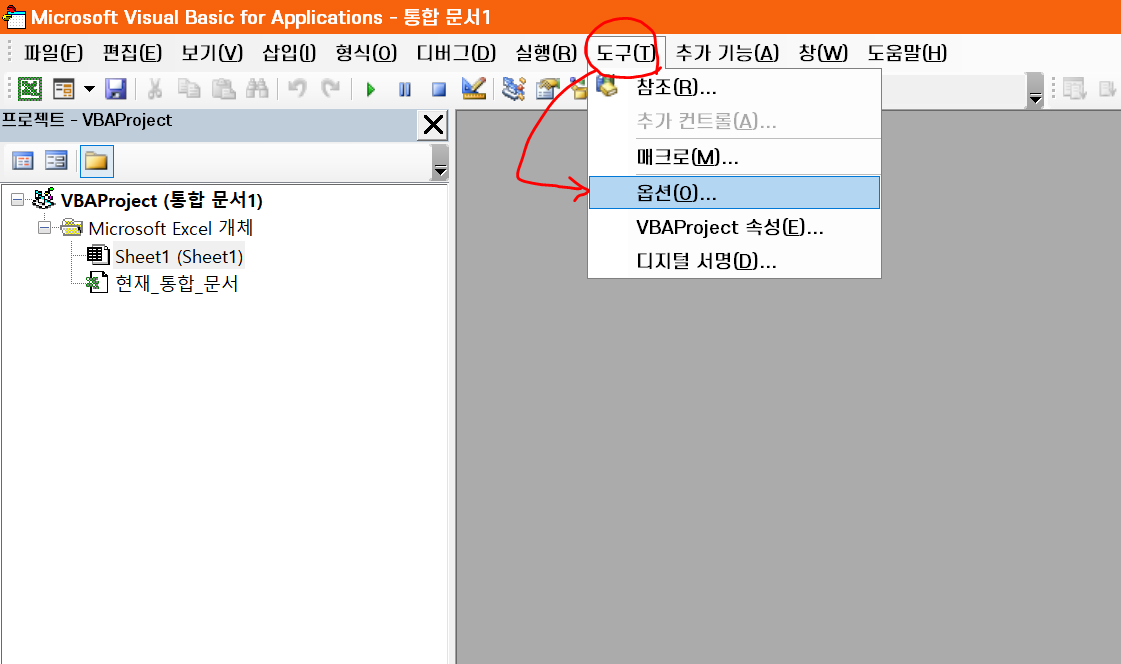 Microsoft Visual Basic for Applications - 통합 문서1
파일(F) 편집(E) 보기(V) 삽입(I) 형식(O) 디버그(D) 실행(R) 도구(T) 추가 기능(A) 창(W) 도움말(H)
참조(R)...
추가 컨트롤(A)...
매크로(M)...
옵션(O)...
VBAProject 속성(E)...
디지털 서명(D)...
프로젝트 - VBAProject
VBAProject (통합 문서1)
Microsoft Excel 개체
Sheet1 (Sheet1)
현재_통합_문서